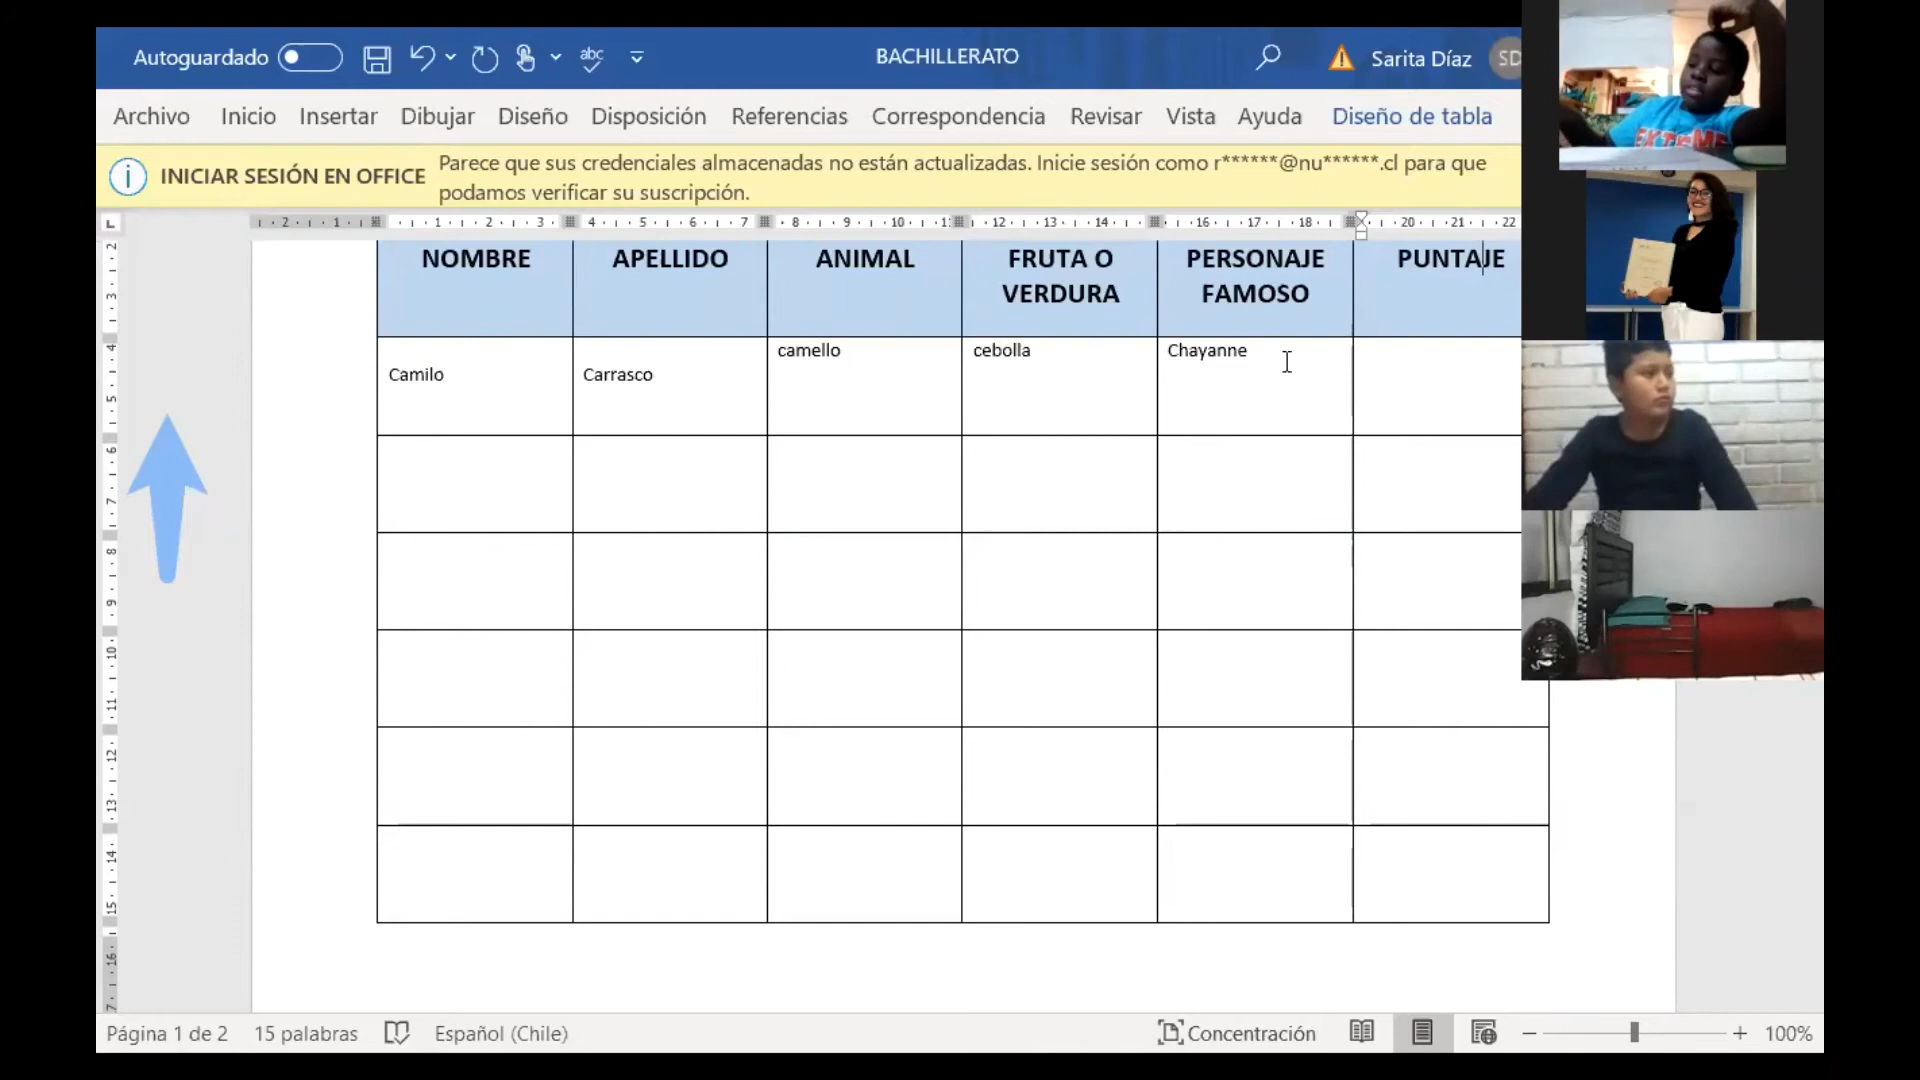 Autoguardado
abc
BACHILLERATO
Sarita Díaz
SD
Archivo Inicio Insertar Dibujar Diseño Disposición Referencias Correspondencia Revisar Vista Ayuda Diseño de tabla
INICIAR SESIÓN EN OFFICE
Parece que sus credenciales almacenadas no están actualizadas. Inicie sesión como r******@nu******.cl para que
podamos verificar su suscripción.
NOMBRE
APELLIDO
ANIMAL
FRUTA O
VERDURA
PERSONAJE
FAMOSO
PUNTAJE
Camilo
Carrasco
camello
cebolla
Chayanne
EXTREME
Página 1 de 2
15 palabras
Español (Chile)
Concentración
100%